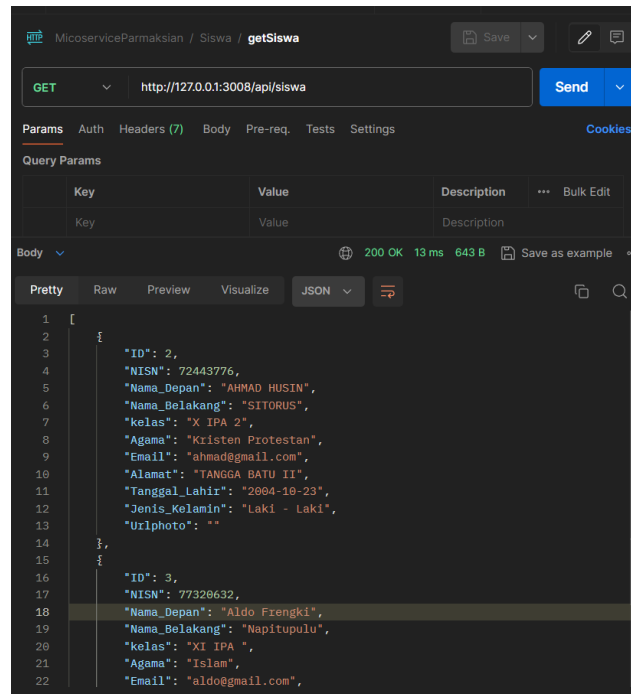 HTTP MicoserviceParmaksian / Siswa / getSiswa Save
GET http://127.0.0.1:3008/api/siswa Send
Params Auth Headers (7) Body Pre-req. Tests Settings Cookies
Query Params
Key Value Description ••• Bulk Edit
Key Value Description
Body 200 OK 13 ms 643 B Save as example
Pretty Raw Preview Visualize JSON
1 [
2 {
3 "ID": 2,
4 "NISN": 72443776,
5 "Nama_Depan": "AHMAD HUSIN",
6 "Nama_Belakang": "SITORUS",
7 "kelas": "X IPA 2",
8 "Agama": "Kristen Protestan",
9 "Email": "ahmad@gmail.com",
10 "Alamat": "TANGGA BATU II",
11 "Tanggal_Lahir": "2004-10-23",
12 "Jenis_Kelamin": "Laki - Laki",
13 "Urlphoto": ""
14 },
15 {
16 "ID": 3,
17 "NISN": 77320632,
18 "Nama_Depan": "Aldo Frengki",
19 "Nama_Belakang": "Napitupulu",
20 "kelas": "XI IPA ",
21 "Agama": "Islam",
22 "Email": "aldo@gmail.com",